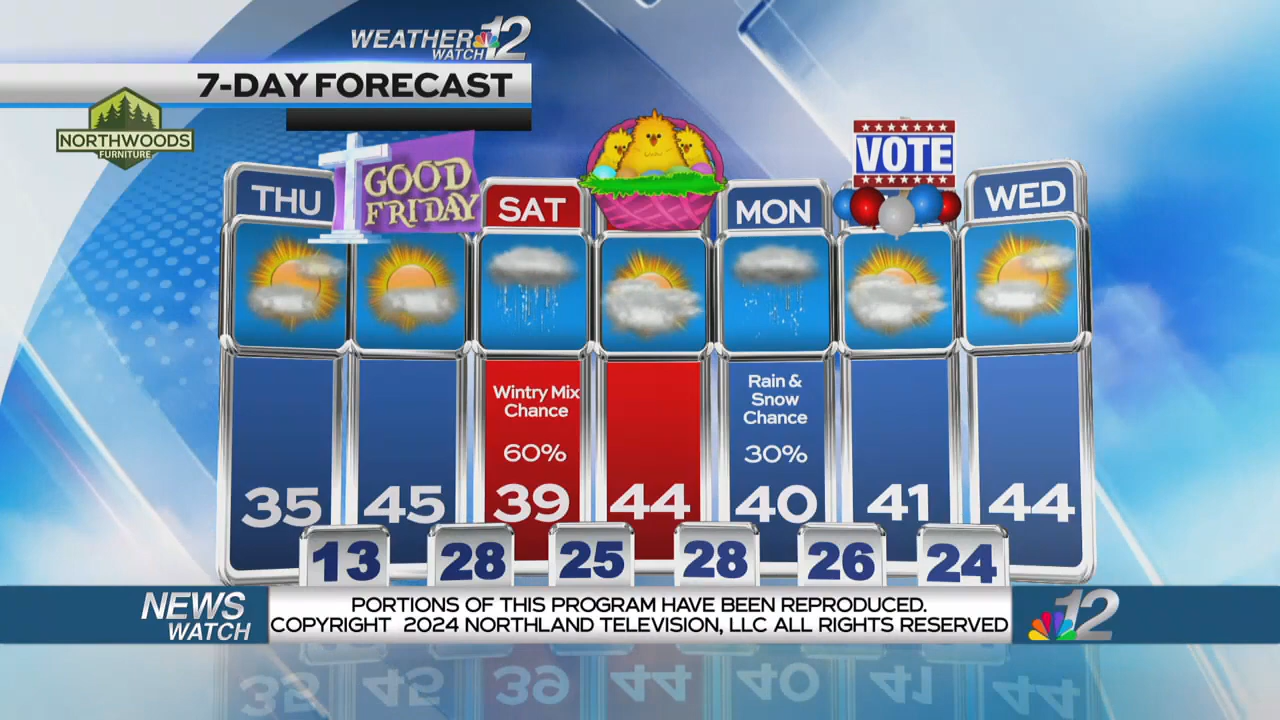 WEATHER 12
WATCH
7-DAY FORECAST
NORTHWOODS
FURNITURE
THU
GOOD
FRIDAY
SAT
MON
VOTE
WED
Wintry Mix
Chance
60%
Rain &
Snow
Chance
30%
35 45 39 44 40 41 44
13 28 25 28 26 24
NEWS
WATCH
PORTIONS OF THIS PROGRAM HAVE BEEN REPRODUCED.
COPYRIGHT 2024 NORTHLAND TELEVISION, LLC ALL RIGHTS RESERVED
12